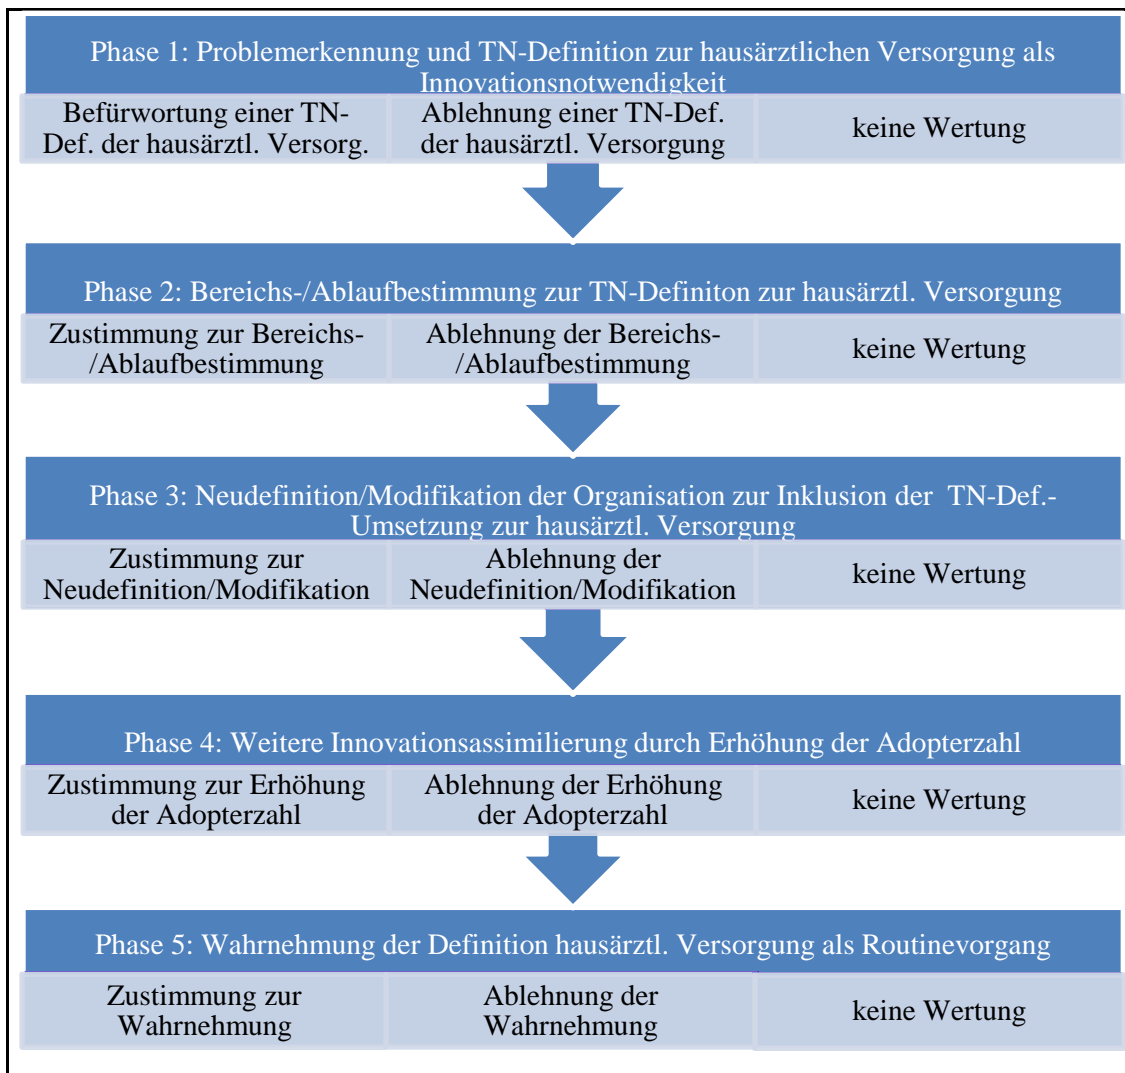 Phase 1: Problemerkennung und TN-Definition zur hausärztlichen Versorgung als
Innovationsnotwendigkeit
Befürwortung einer TN-
Def. der hausärztl. Versorg.
Ablehnung einer TN-Def.
der hausärztl. Versorgung
keine Wertung
Phase 2: Bereichs-/Ablaufbestimmung zur TN-Definiton zur hausärztl. Versorgung
Zustimmung zur Bereichs-
/Ablaufbestimmung
Ablehnung der Bereichs-
/Ablaufbestimmung
keine Wertung
Phase 3: Neudefinition/Modifikation der Organisation zur Inklusion der TN-Def.-
Umsetzung zur hausärztl. Versorgung
Zustimmung zur
Neudefinition/Modifikation
Ablehnung der
Neudefinition/Modifikation
keine Wertung
Phase 4: Weitere Innovationsassimilierung durch Erhöhung der Adopterzahl
Zustimmung zur Erhöhung
der Adopterzahl
Ablehnung der Erhöhung
der Adopterzahl
keine Wertung
Phase 5: Wahrnehmung der Definition hausärztl. Versorgung als Routinevorgang
Zustimmung zur
Wahrnehmung
Ablehnung der
Wahrnehmung
keine Wertung